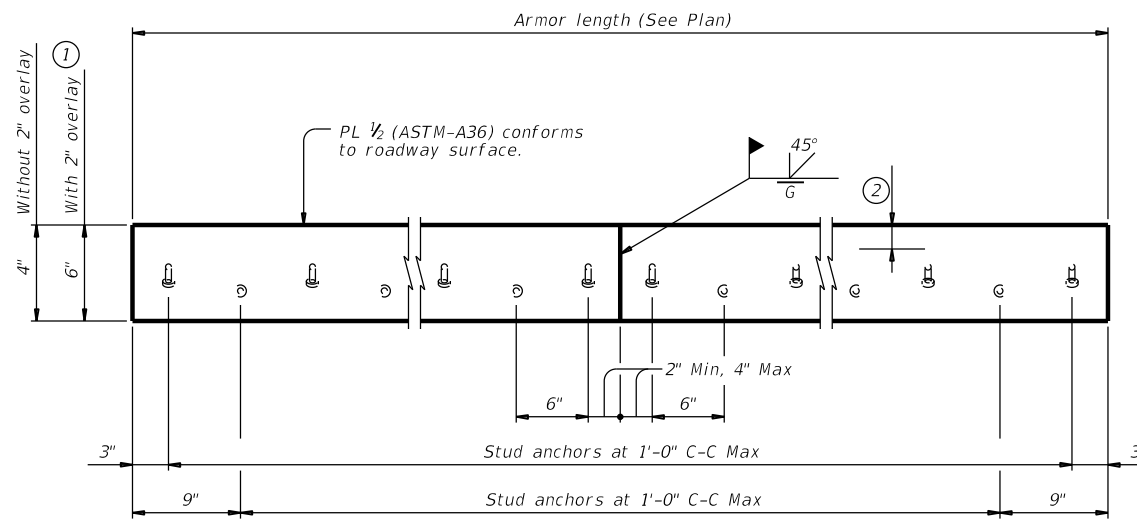 Armor length (See Plan)
Without 2" overlay
With 2" overlay
1
PL ½ (ASTM-A36) conforms
to roadway surface.
45°
G
2
4"
6"
2" Min, 4" Max
6"
6"
3"
Stud anchors at 1'-0" C-C Max
3
9"
Stud anchors at 1'-0" C-C Max
9"